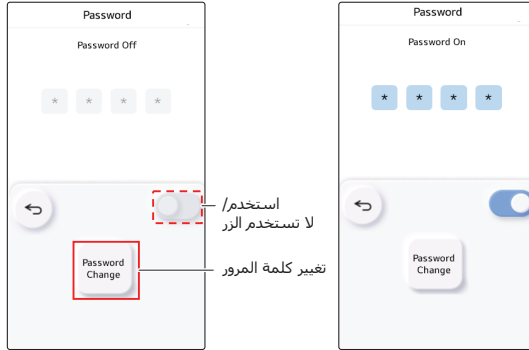 Password
Password Off
* * * *
استخدم/
لا تستخدم الزر
Password
Change
تغيير كلمة المرور
Password
Password On
* * * *
Password
Change